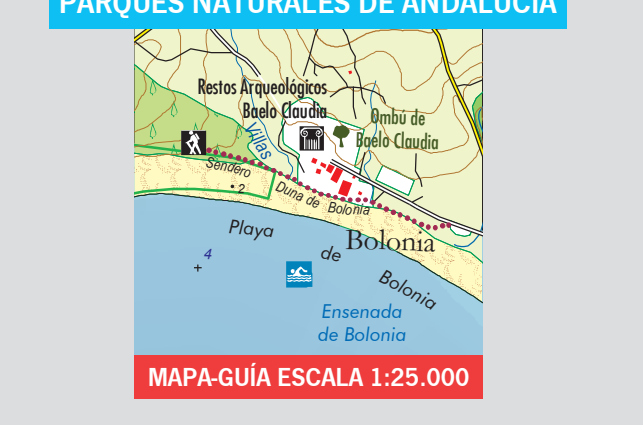 PARQUES NATURALES DE ANDALUCÍA
Restos Arqueológicos
Baelo Claudia
Ombú de
Baelo Claudia
Villas
Sendero
Duna de Bolonia
2
Playa
de
Bolonia
Bolonia
4
Ensenada
de Bolonia
MAPA-GUÍA ESCALA 1:25.000